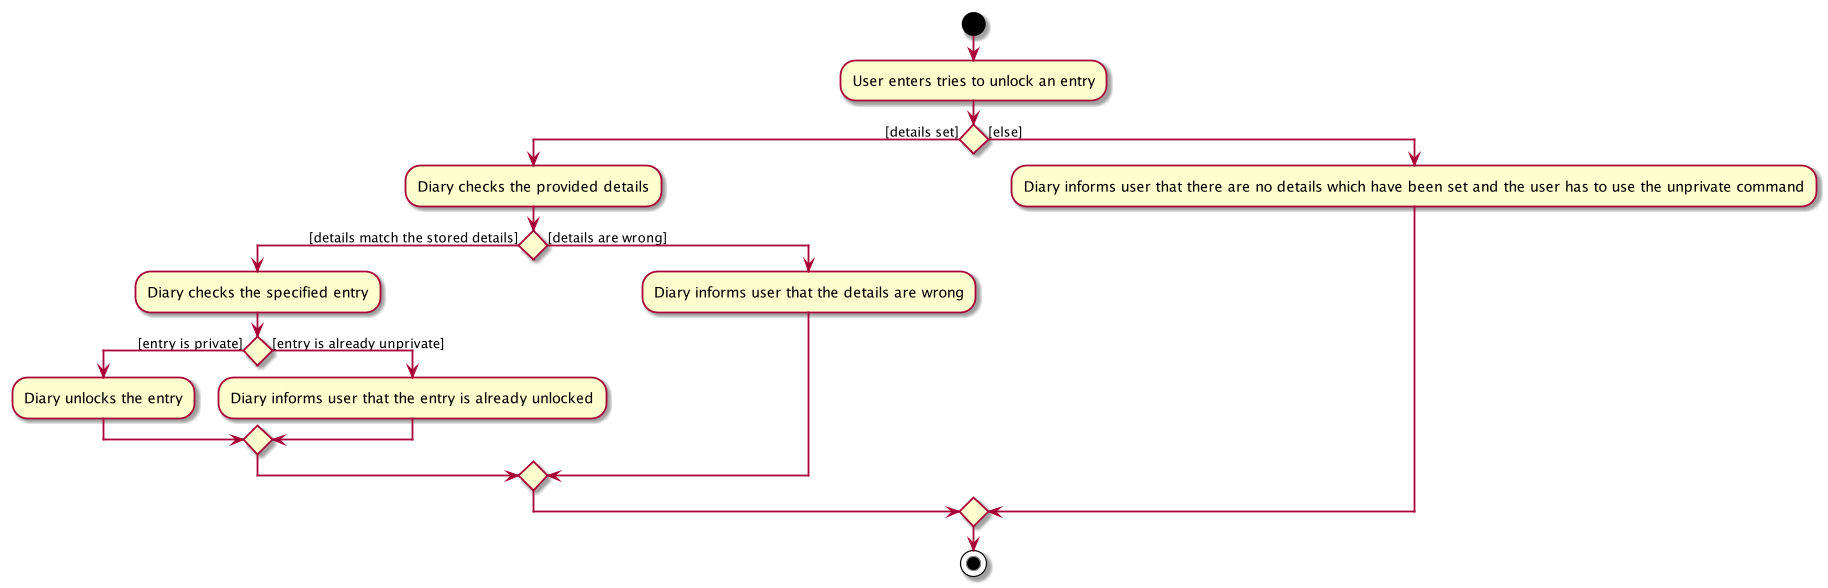 User enters tries to unlock an entry
[details set]
[else]
Diary checks the provided details
Diary informs user that there are no details which have been set and the user has to use the unprivate command
[details match the stored details]
[details are wrong]
Diary checks the specified entry
Diary informs user that the details are wrong
[entry is private]
[entry is already unprivate]
Diary unlocks the entry
Diary informs user that the entry is already unlocked